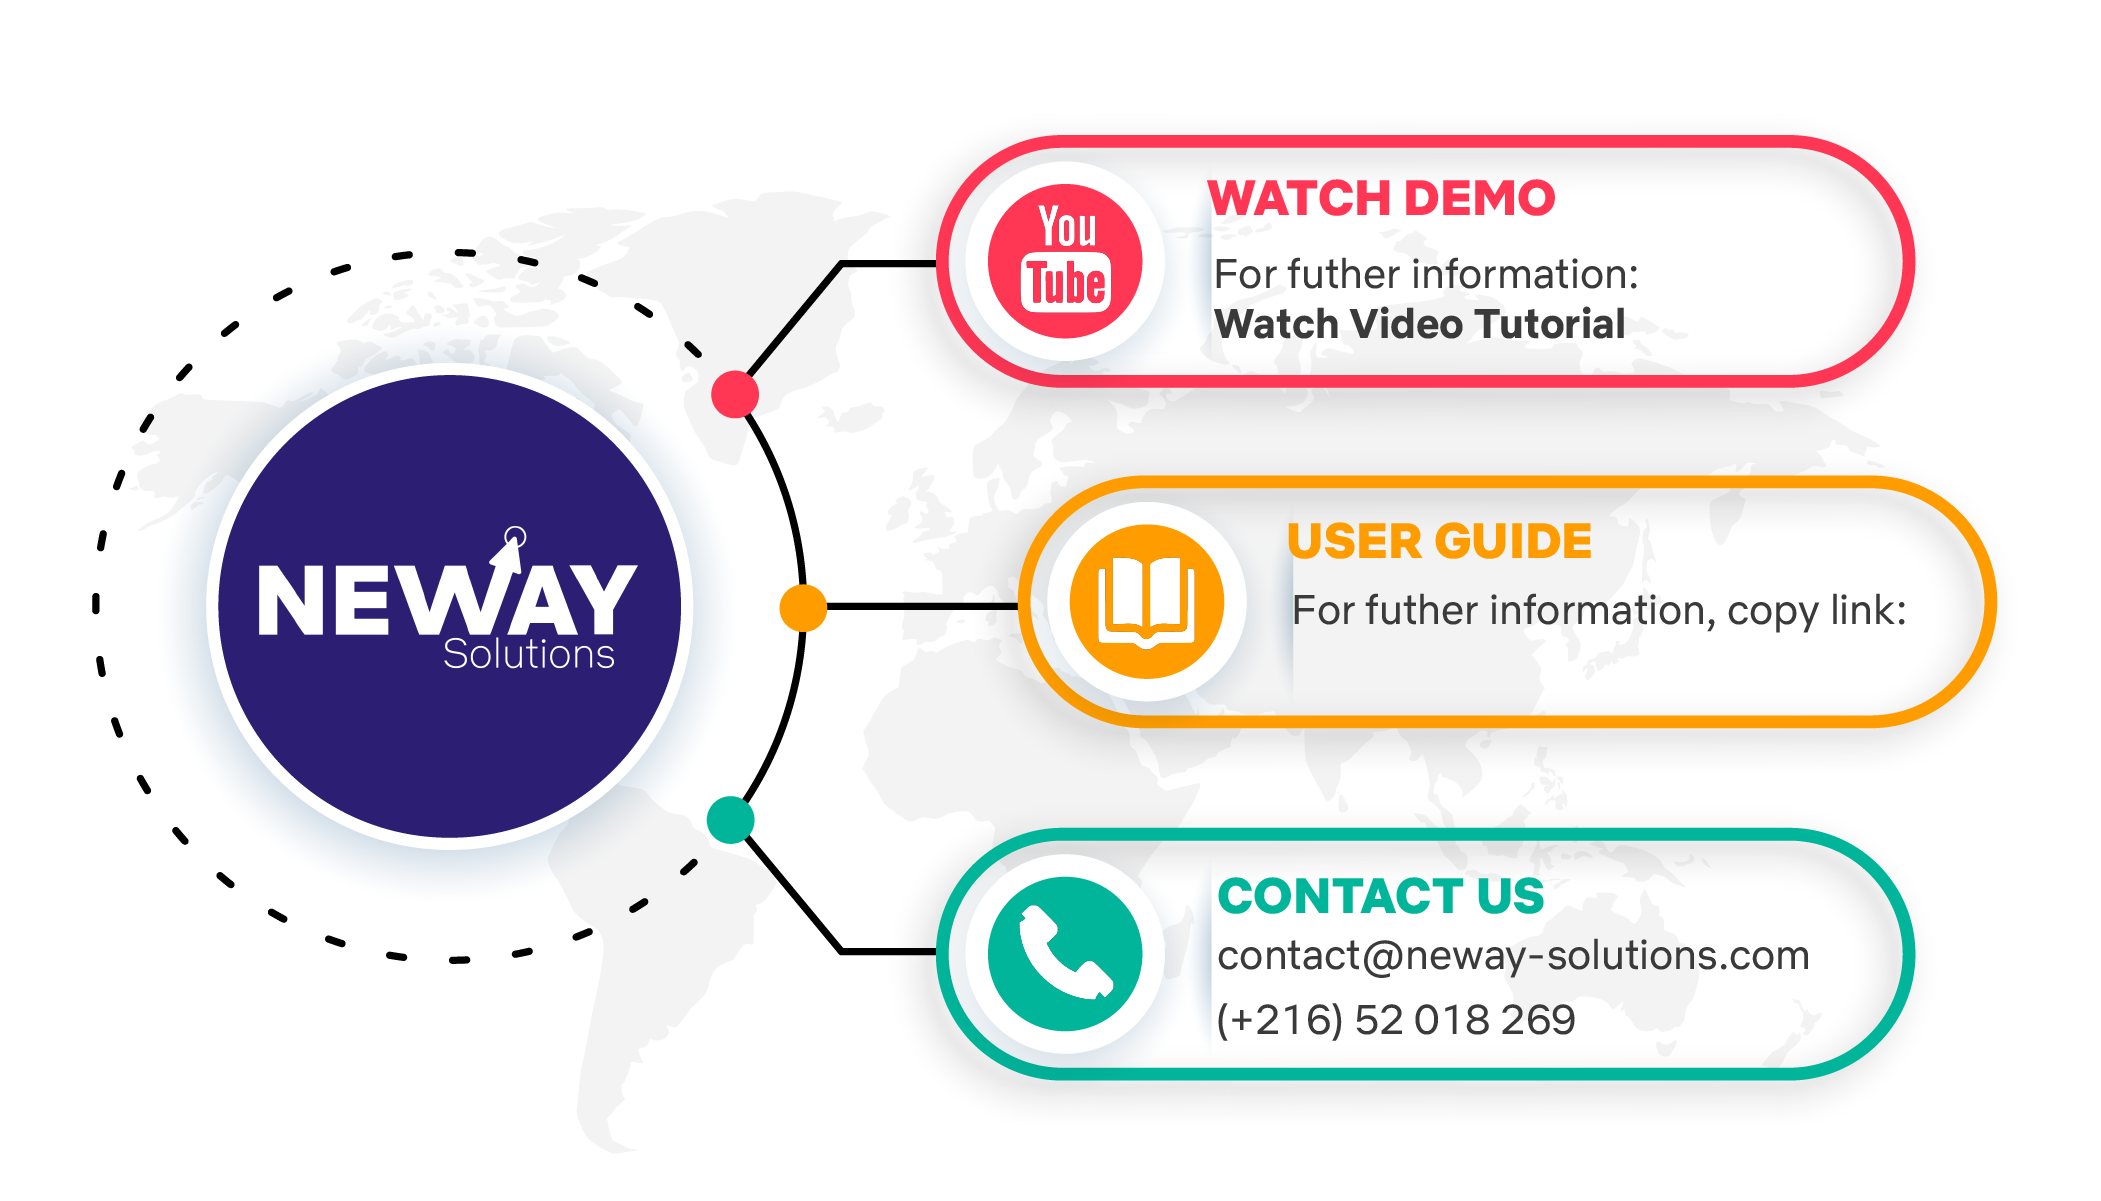 NEWAY
Solutions
You
Tube
WATCH DEMO
For futher information:
Watch Video Tutorial
USER GUIDE
For futher information, copy link:
CONTACT US
contact@neway-solutions.com
(+216) 52 018 269